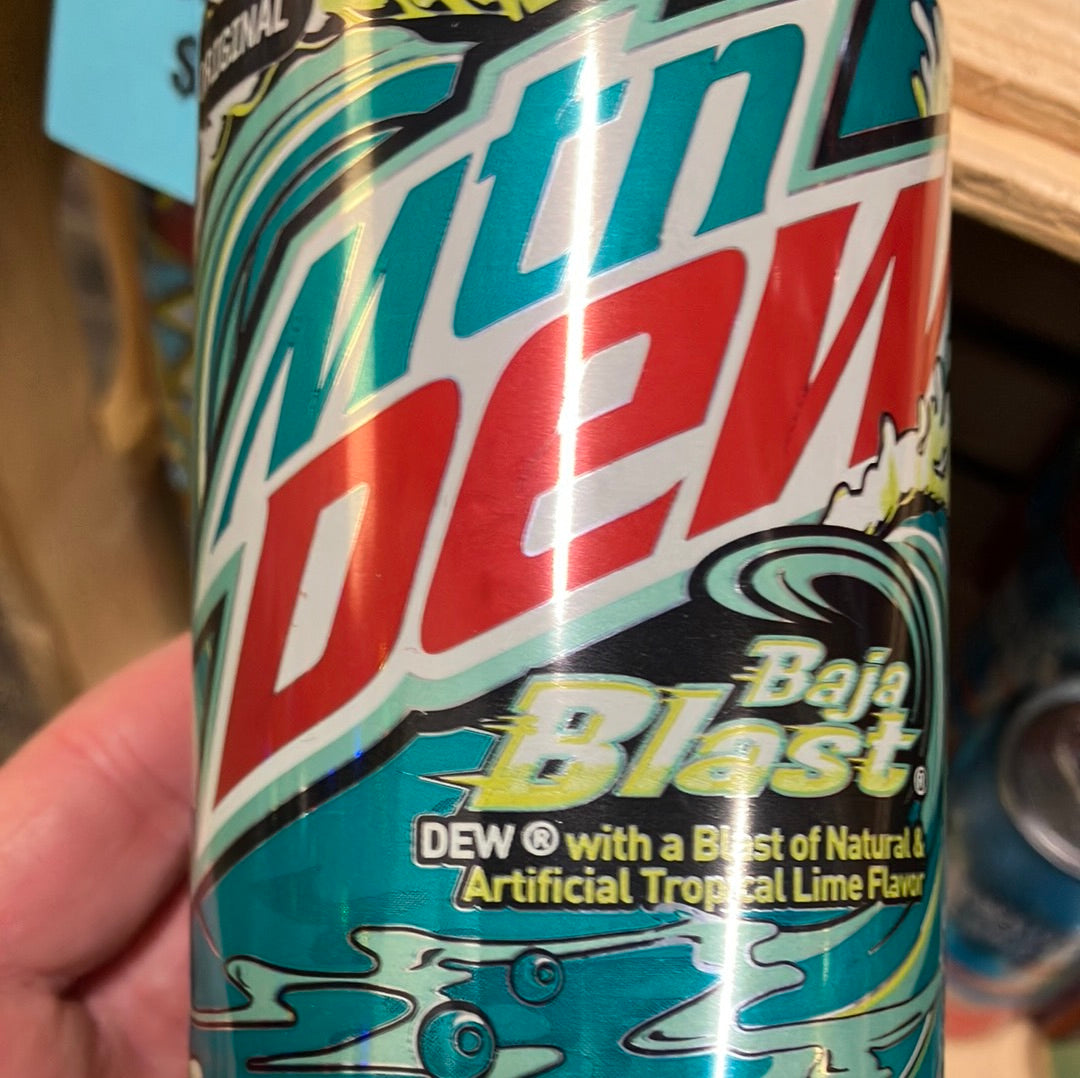 ORIGINAL
S
Mtn
DEW
Baja
Blast®
DEW ® with a Blast of Natural &
Artificial Tropical Lime Flavor